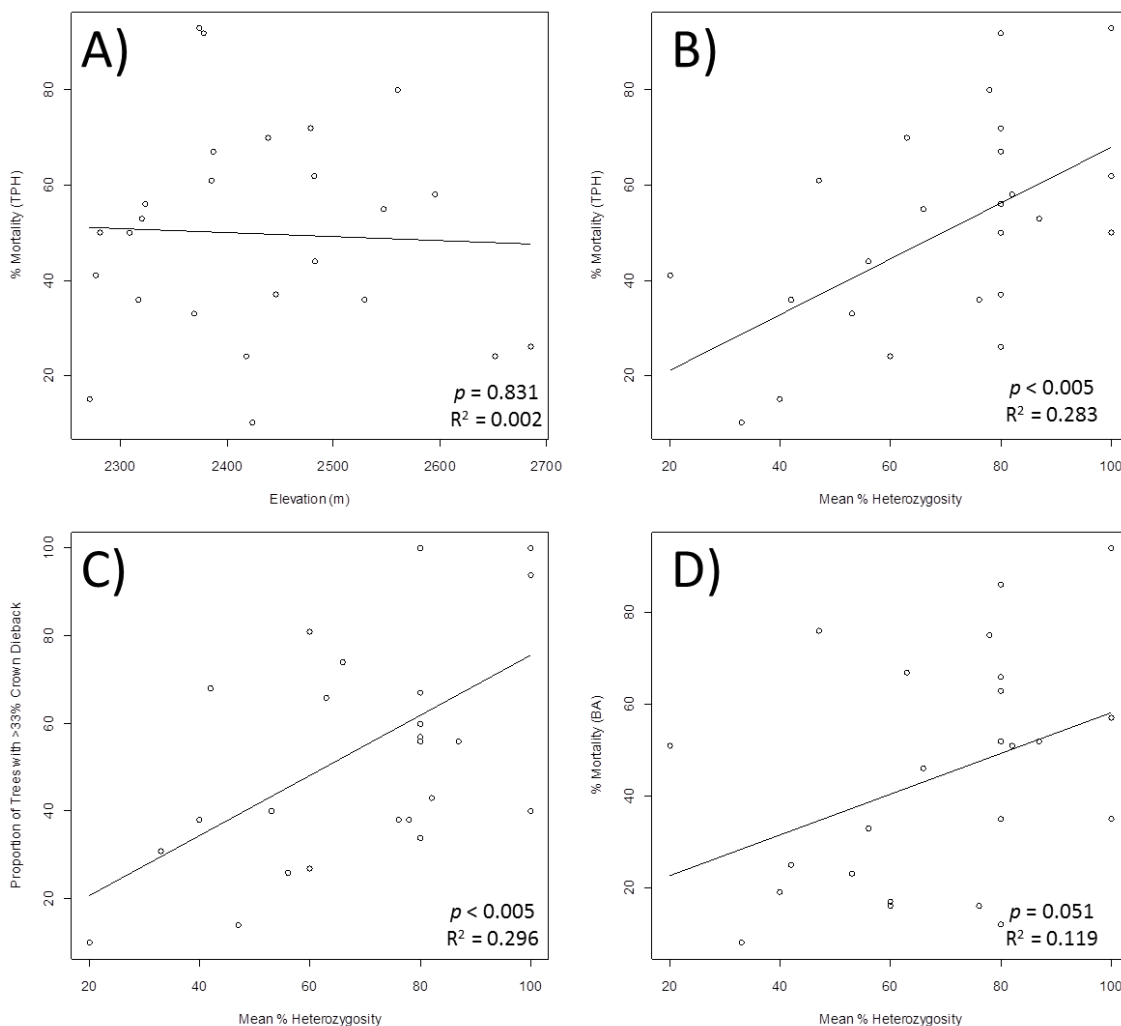 A)
% Mortality (TPH)
80
60
40
20
p = 0.831
R² = 0.002
2300 2400 2500 2600 2700
Elevation (m)
B)
% Mortality (TPH)
80
60
40
20
p < 0.005
R² = 0.283
20 40 60 80 100
Mean % Heterozygosity
C)
Proportion of Trees with >33% Crown Dieback
100
80
60
40
20
p < 0.005
R² = 0.296
20 40 60 80 100
Mean % Heterozygosity
D)
% Mortality (BA)
80
60
40
20
p = 0.051
R² = 0.119
20 40 60 80 100
Mean % Heterozygosity